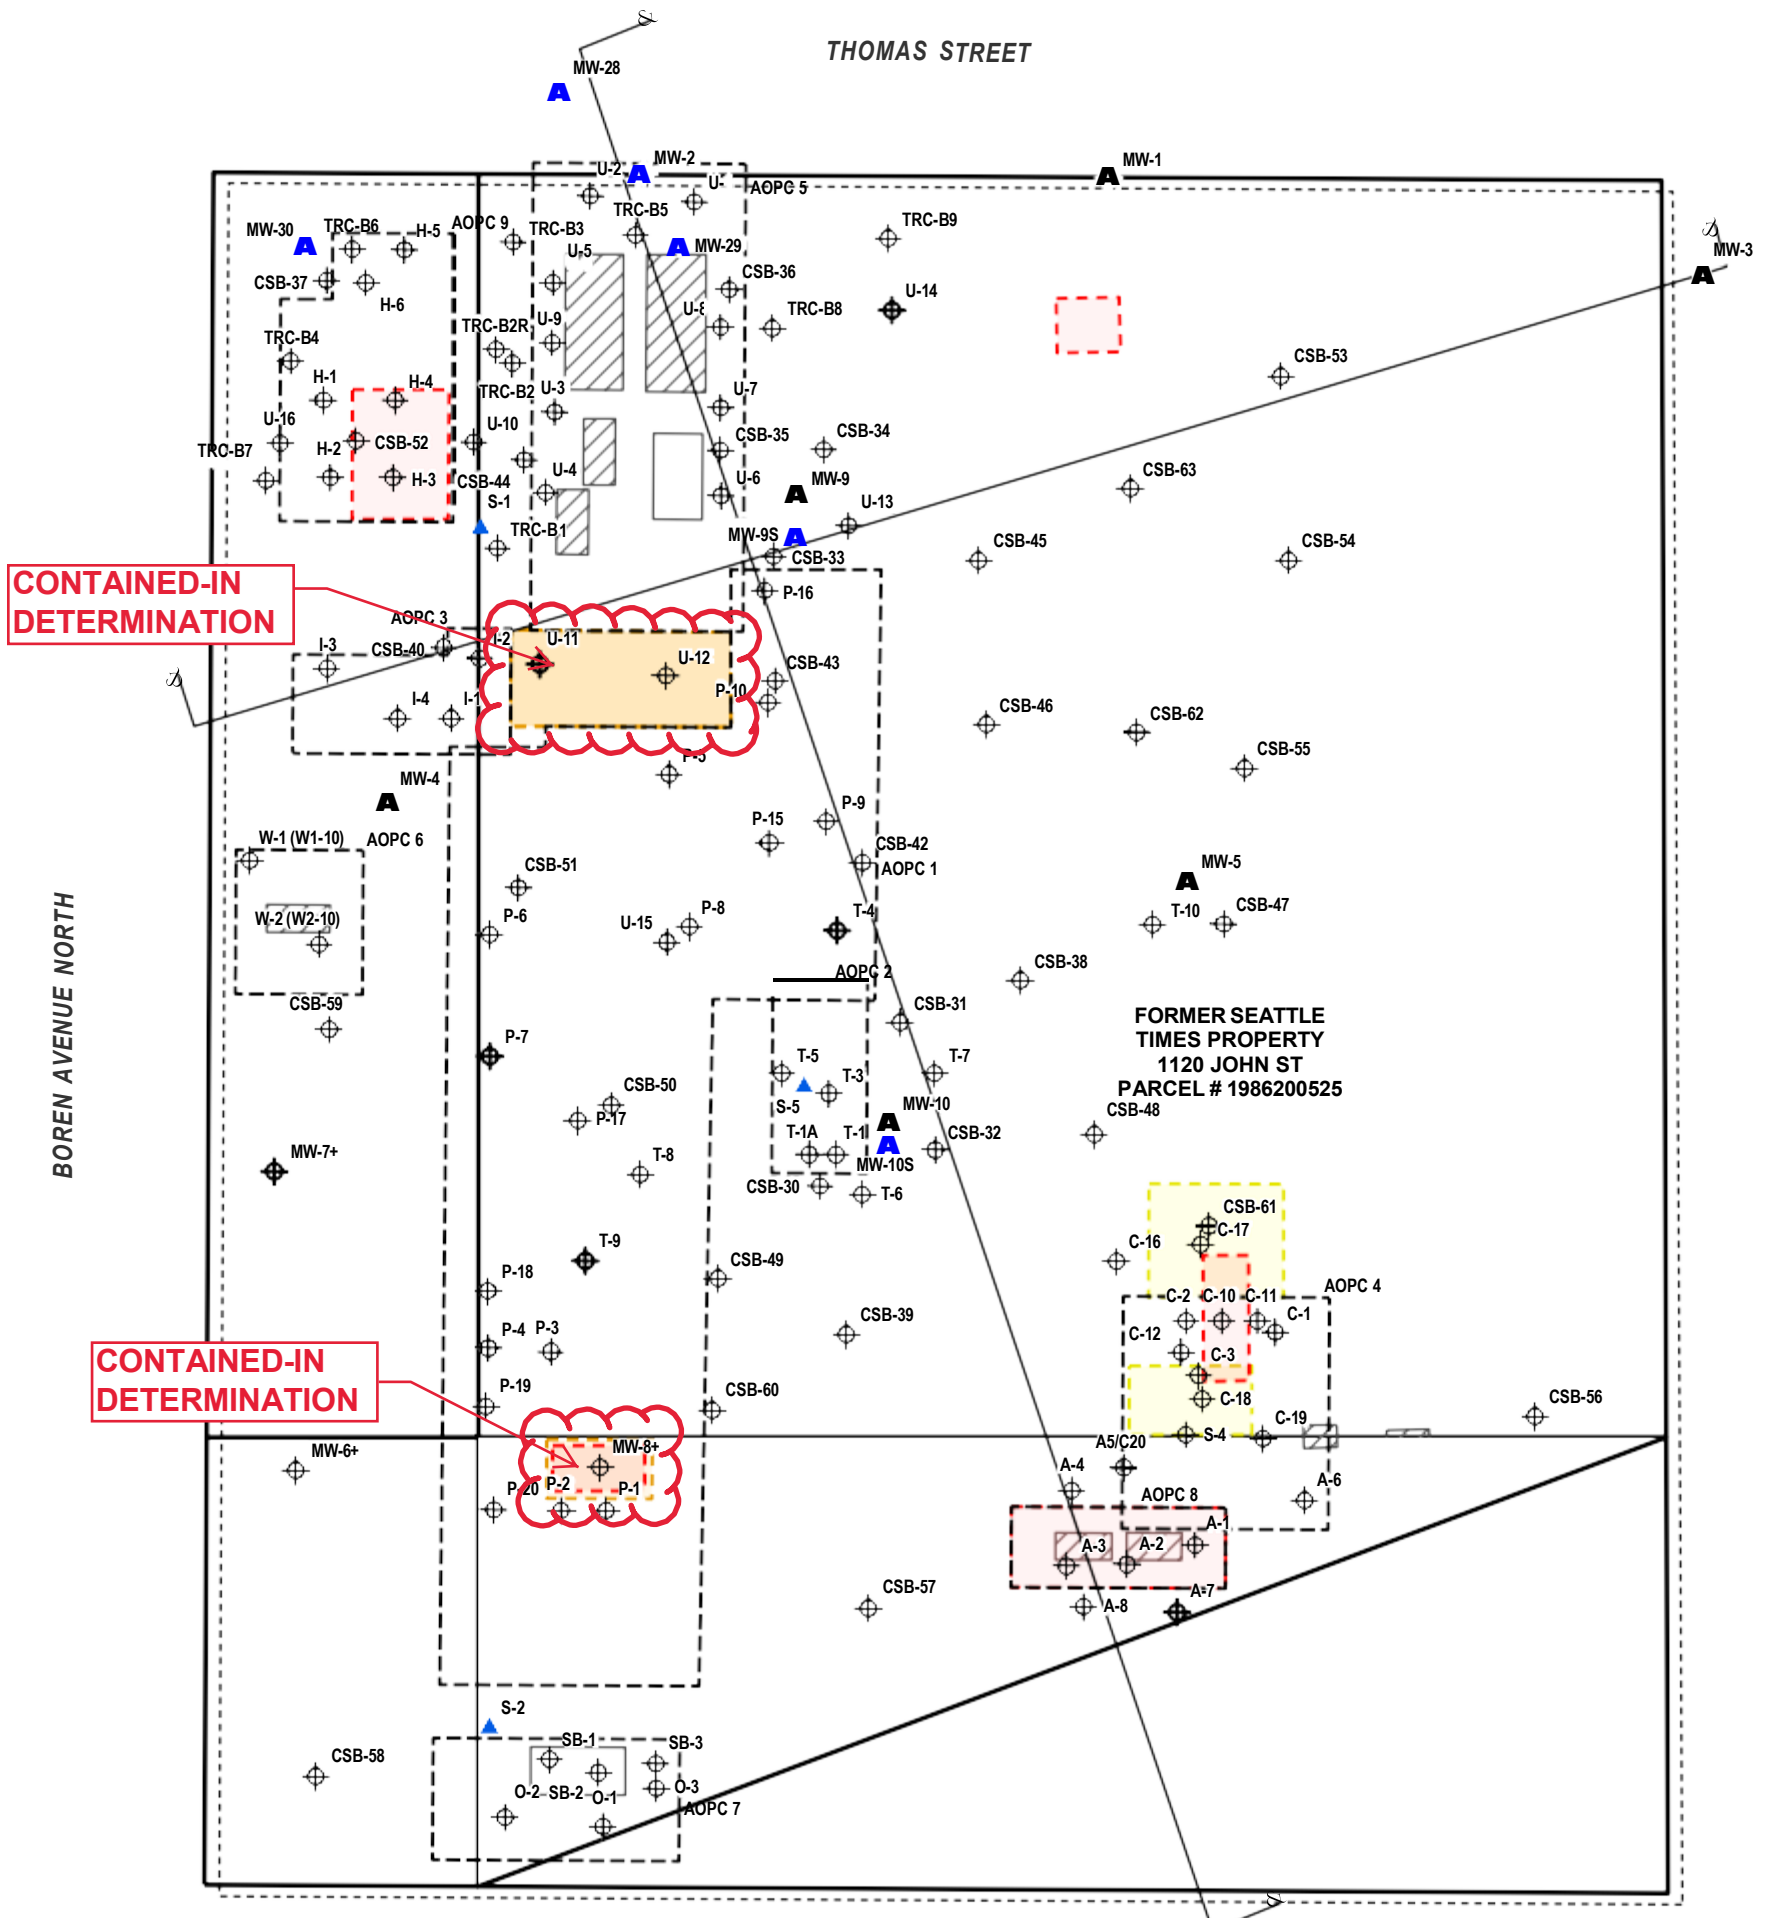 THOMAS STREET
MW-28
MW-2
MW-1
U-2
U-
AOPC 5
TRC-B5
MW-30
TRC-B6
H-5
AOPC 9
TRC-B3
TRC-B9
MW-29
MW-3
U-5
CSB-37
CSB-36
H-6
U-14
U-8
TRC-B8
TRC-B2R
U-9
TRC-B4
CSB-53
H-1
H-4
TRC-B2
U-3
U-7
U-16
U-10
CSB-35
CSB-34
TRC-B7
H-2
CSB-52
H-3
CSB-44
U-4
U-6
MW-9
CSB-63
S-1
U-13
TRC-B1
MW-9S
CSB-33
CSB-45
CSB-54
CONTAINED-IN
DETERMINATION
P-16
AOPC 3
I-3
CSB-40
I-2
U-11
U-12
CSB-43
P-10
I-4
I-1
CSB-46
CSB-62
P-5
CSB-55
MW-4
P-9
P-15
W-1 (W1-10)
AOPC 6
CSB-42
AOPC 1
CSB-51
MW-5
W-2 (W2-10)
P-6
U-15
P-8
T-4
T-10
CSB-47
BOREN AVENUE NORTH
AOPC 2
CSB-38
CSB-59
CSB-31
FORMER SEATTLE
TIMES PROPERTY
1120 JOHN ST
PARCEL # 1986200525
P-7
T-5
T-3
T-7
CSB-50
P-17
S-5
MW-10
CSB-48
T-1A
T-1
CSB-32
MW-7+
T-8
MW-10S
CSB-30
T-6
CSB-61
C-17
T-9
C-16
P-18
CSB-49
AOPC 4
C-2
C-10
C-11
C-1
P-4
P-3
CSB-39
C-12
CONTAINED-IN
DETERMINATION
C-3
P-19
CSB-60
C-18
CSB-56
MW-6+
MW-8+
A5/C20
S-4
C-19
P-20
P-2
P-1
A-4
AOPC 8
A-6
A-1
A-3
A-2
CSB-57
A-8
A-7
S-2
CSB-58
SB-1
SB-3
O-2
SB-2
O-1
O-3
AOPC 7